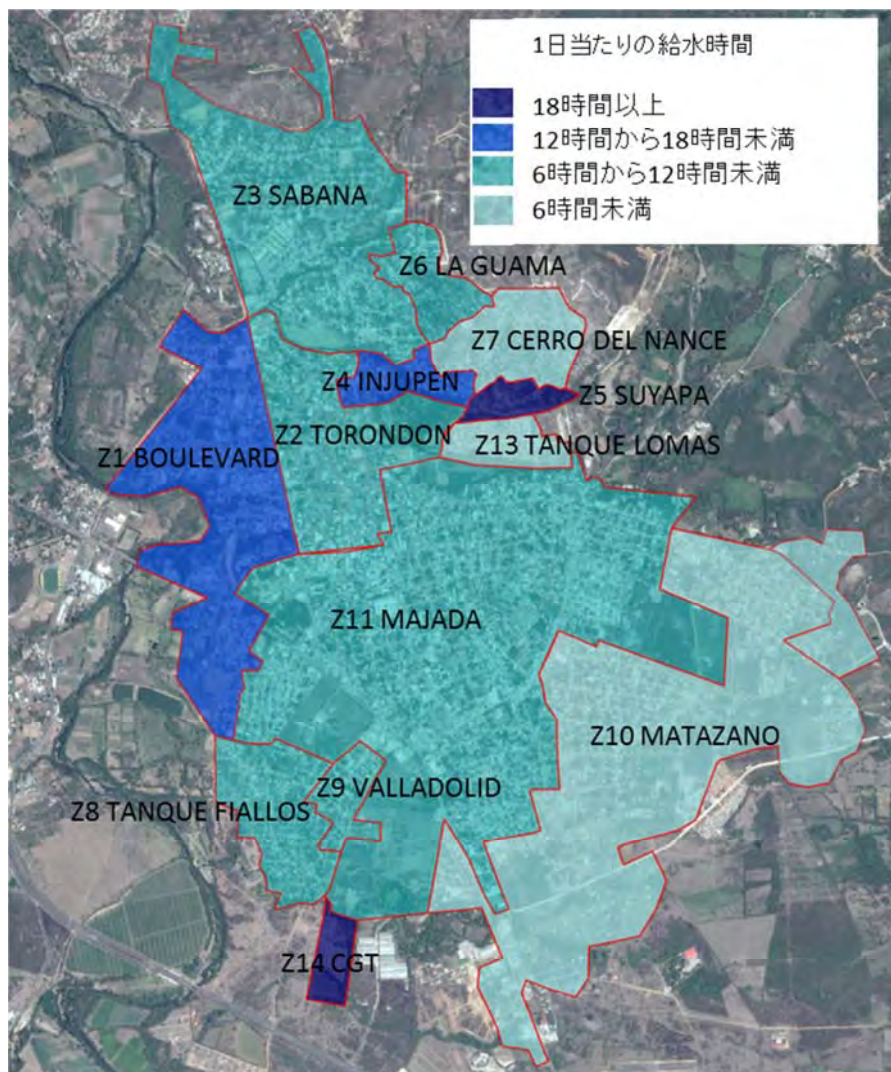 1日当たりの給水時間
18時間以上
12時間から18時間未満
6時間から12時間未満
6時間未満
Z3 SABANA
Z6 LA GUAMA
Z7 CERRO DEL NANCE
Z4 INJUPEN
Z5 SUYAPA
Z2 TORONDON
Z13 TANQUE LOMAS
Z1 BOULEVARD
Z11 MAJADA
Z10 MATAZANO
Z9 VALLADOLID
Z8 TANQUE FIALLOS
Z14 CGT